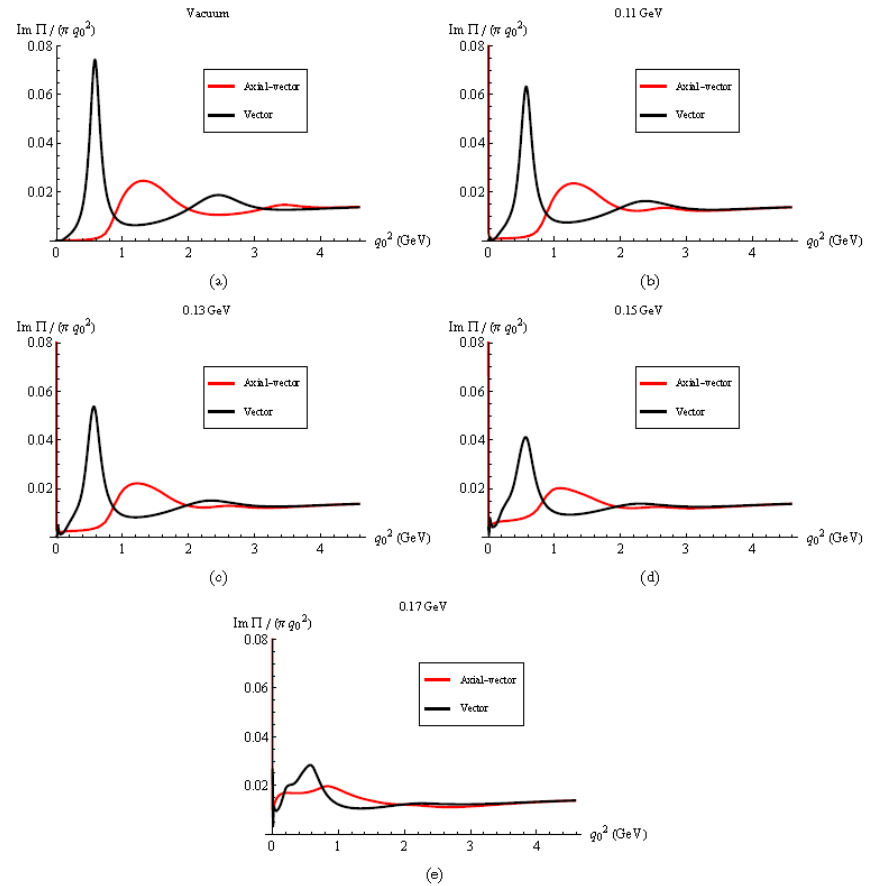 Vacuum
Im Π / (π q₀²)
0.08
0.06
0.04
0.02
0 1 2 3 4
q₀² (GeV)
Axial-vector
Vector
(a)
0.11 GeV
Im Π / (π q₀²)
0.08
0.06
0.04
0.02
0 1 2 3 4
q₀² (GeV)
Axial-vector
Vector
(b)
0.13 GeV
Im Π / (π q₀²)
0.08
0.06
0.04
0.02
0 1 2 3 4
q₀² (GeV)
Axial-vector
Vector
(c)
0.15 GeV
Im Π / (π q₀²)
0.08
0.06
0.04
0.02
0 1 2 3 4
q₀² (GeV)
Axial-vector
Vector
(d)
0.17 GeV
Im Π / (π q₀²)
0.08
0.06
0.04
0.02
0 1 2 3 4
q₀² (GeV)
Axial-vector
Vector
(e)